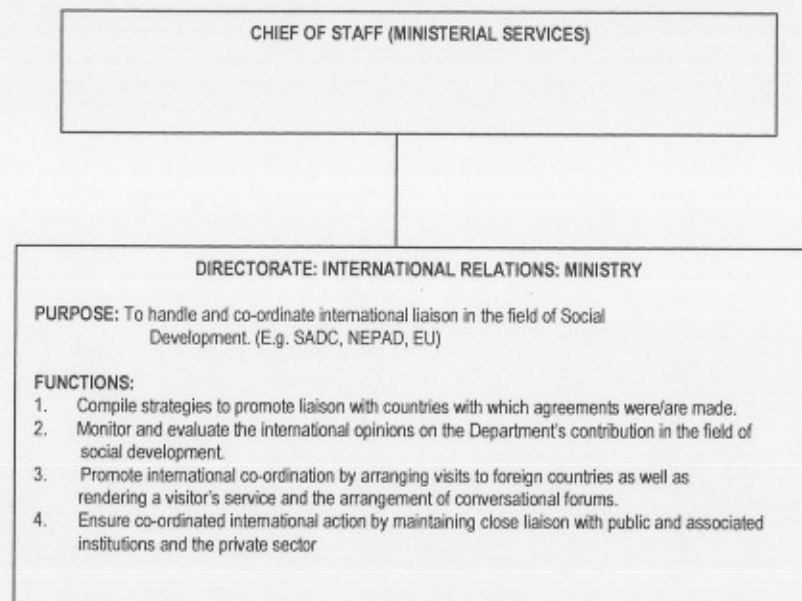 CHIEF OF STAFF (MINISTERIAL SERVICES)
DIRECTORATE: INTERNATIONAL RELATIONS: MINISTRY
PURPOSE: To handle and co-ordinate international liaison in the field of Social
Development. (E.g. SADC, NEPAD, EU)
FUNCTIONS:
1. Compile strategies to promote liaison with countries with which agreements were/are made.
2. Monitor and evaluate the international opinions on the Department's contribution in the field of
social development.
3. Promote international co-ordination by arranging visits to foreign countries as well as
rendering a visitor's service and the arrangement of conversational forums.
4. Ensure co-ordinated international action by maintaining close liaison with public and associated
institutions and the private sector